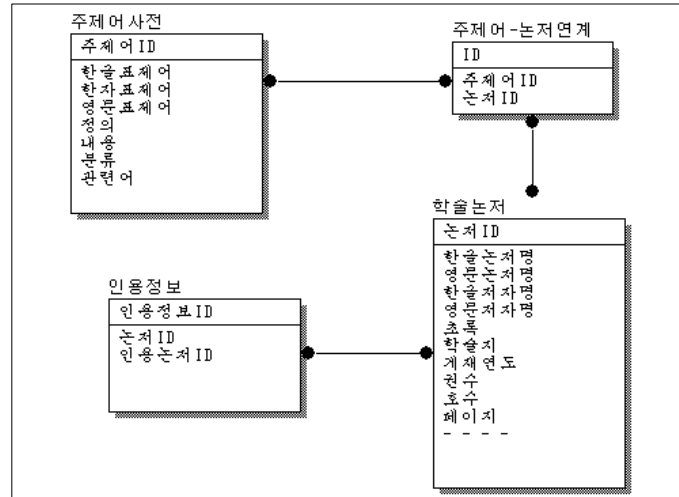 주제어사전
주제어ID
한글표제어
한자표제어
영문표제어
정의
내용
분류
관련어
주제어-논저연계
ID
주제어ID
논저ID
학술논저
논저ID
한글논저명
영문논저명
한글저자명
영문저자명
초록
학술지
게재연도
권수
호수
페이지
- - - -
인용정보
인용정보ID
논저ID
인용논저ID